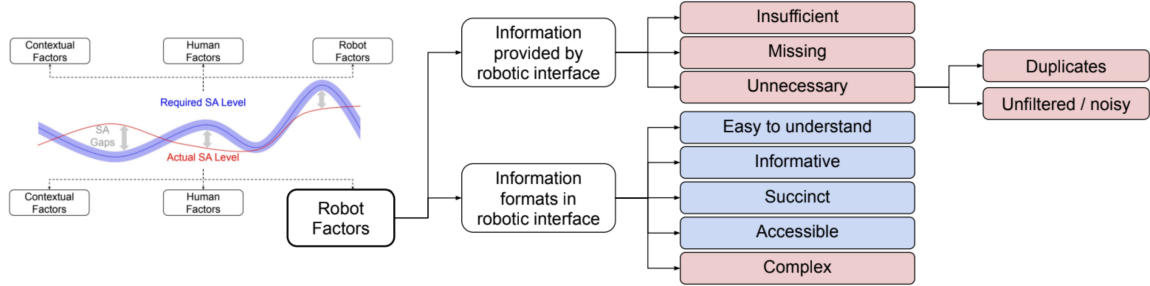 Contextual
Factors
Human
Factors
Robot
Factors
Required SA Level
SA
Gaps
Actual SA Level
Contextual
Factors
Human
Factors
Robot
Factors
Information
provided by
robotic interface
Insufficient
Missing
Unnecessary
Duplicates
Unfiltered / noisy
Information
formats in
robotic interface
Easy to understand
Informative
Succinct
Accessible
Complex